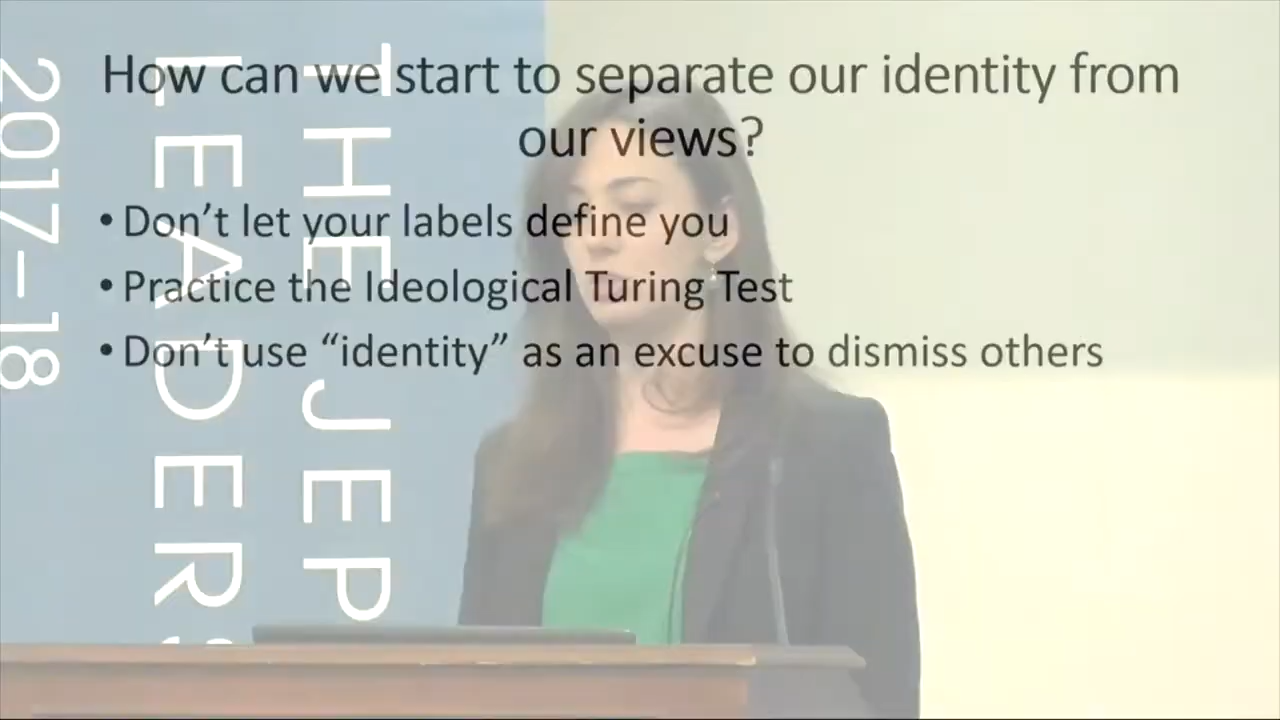 How can we start to separate our identity from
our views?
• Don't let your labels define you
• Practice the Ideological Turing Test
• Don't use “identity” as an excuse to dismiss others
THE JEP
LEADERS
2017–18